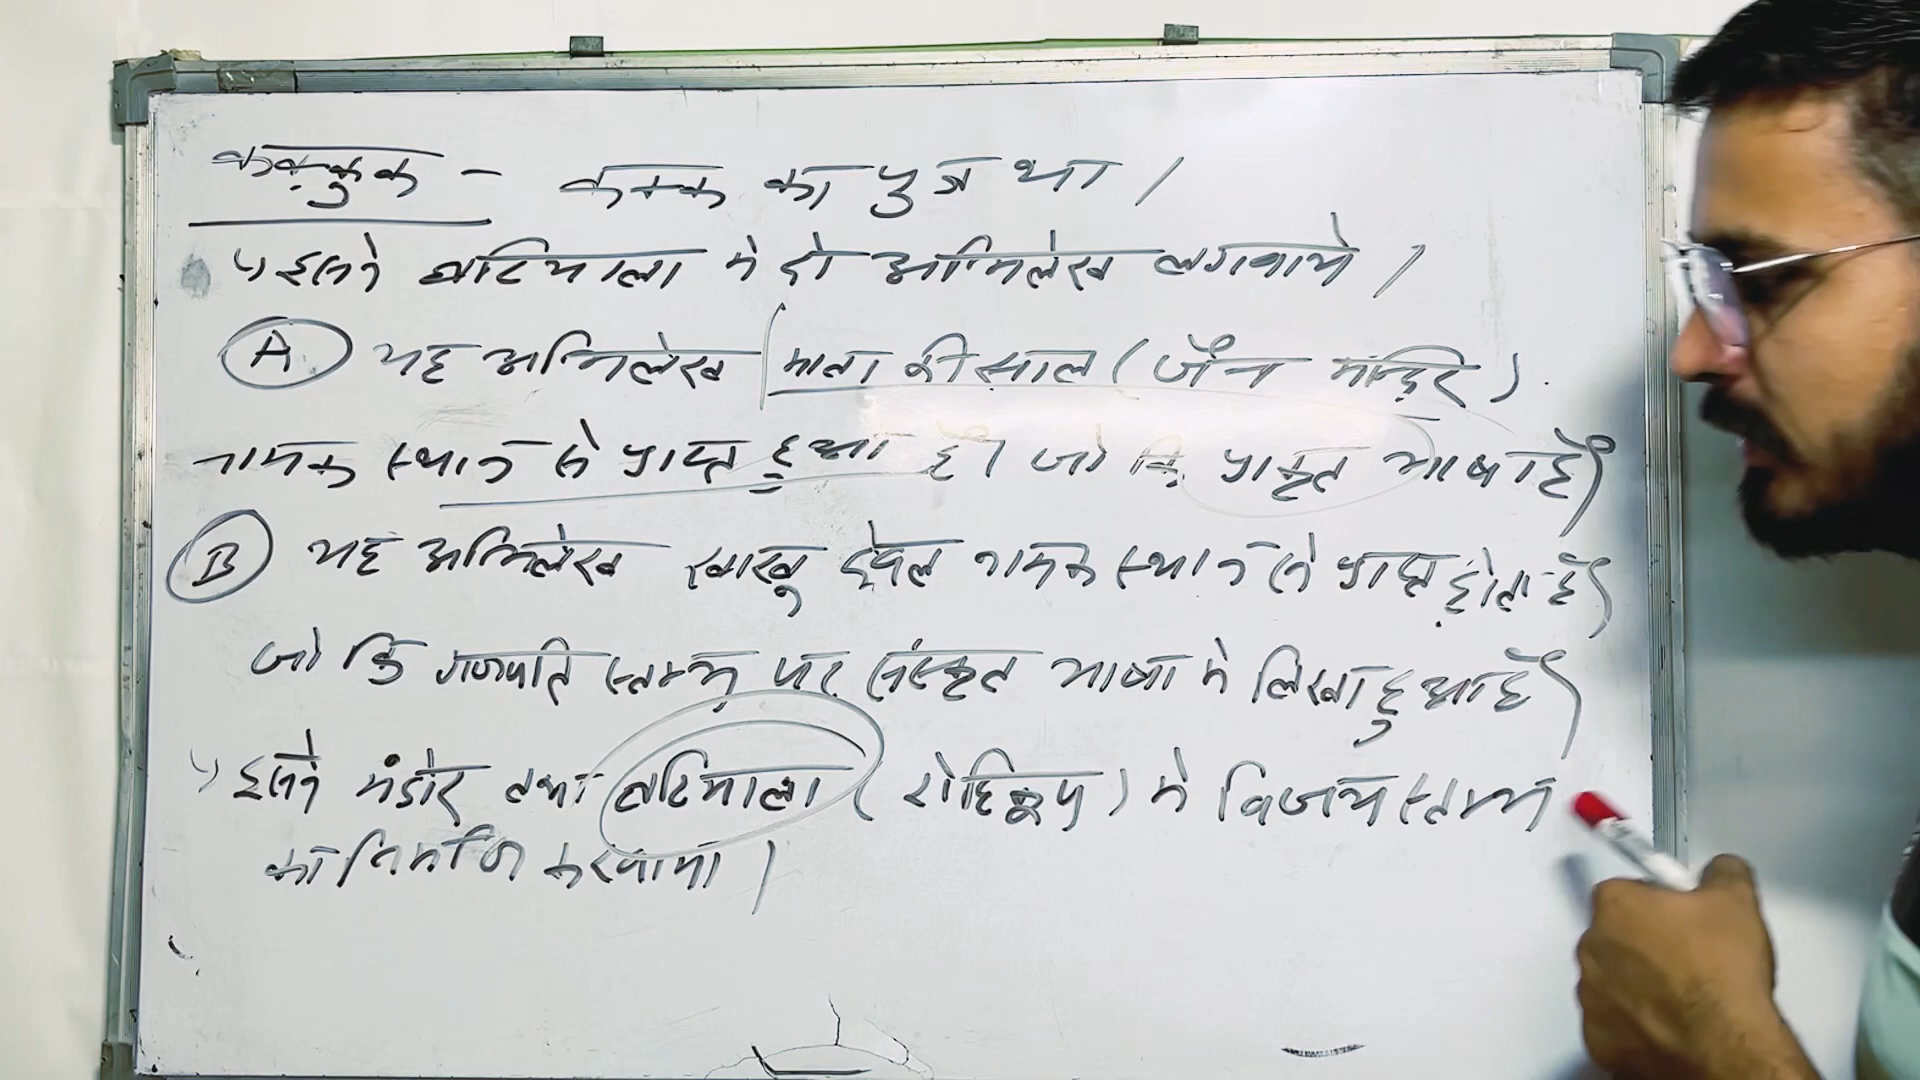 कक्कुक - कक्क का पुत्र था ।
इसने घटियाला मे दो अभिलेख लगवाये ।
A यह अभिलेख माता की साल ( जैन मन्दिर )
नामक स्थान से प्राप्त हुआ है। जो कि प्राकृत भाषा है।
B यह अभिलेख खाखु देवल नामक स्थान से प्राप्त होता है।
जो कि गणपति स्तम्भ पर संस्कृत भाषा मे लिखा हुआ है।
इसने मंडोर तथा घटियाला ( रोहिंकूप ) मे विजय स्तम्भ
का निर्माण करवाया ।